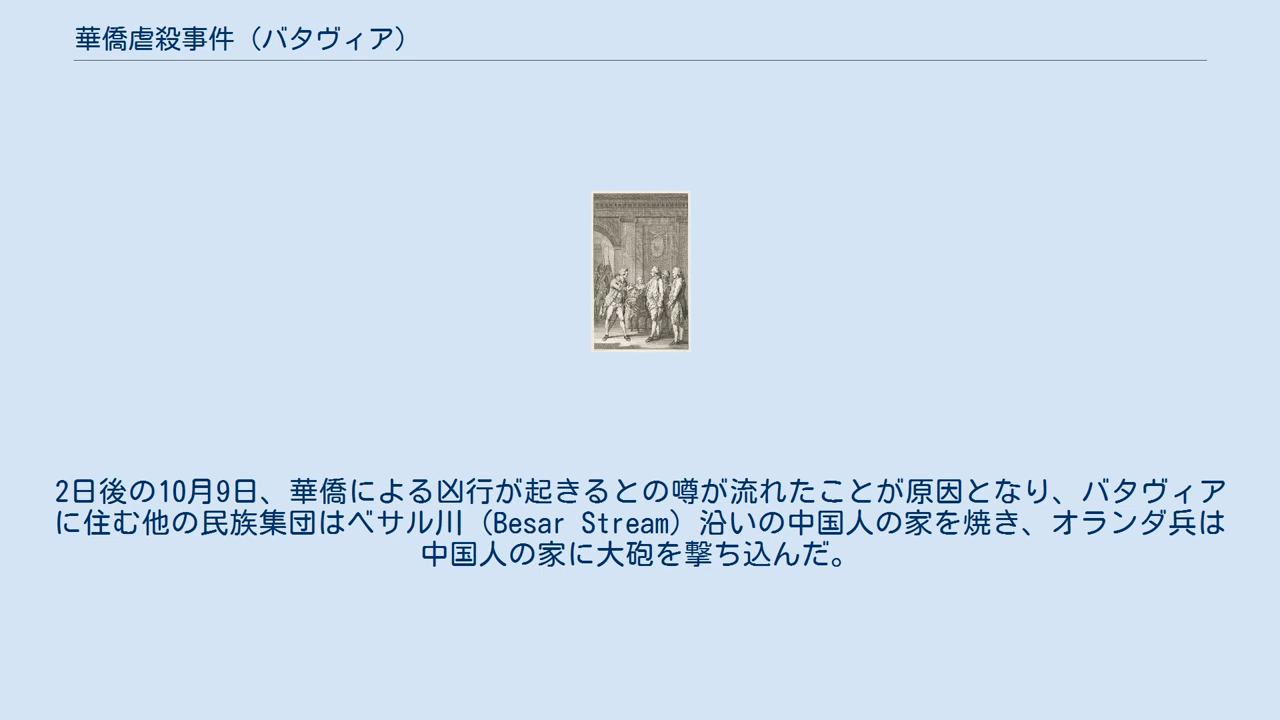 華僑虐殺事件（バタヴィア）
2日後の10月9日、華僑による凶行が起きるとの噂が流れたことが原因となり、バタヴィア
に住む他の民族集団はベサル川（Besar Stream）沿いの中国人の家を焼き、オランダ兵は
中国人の家に大砲を撃ち込んだ。